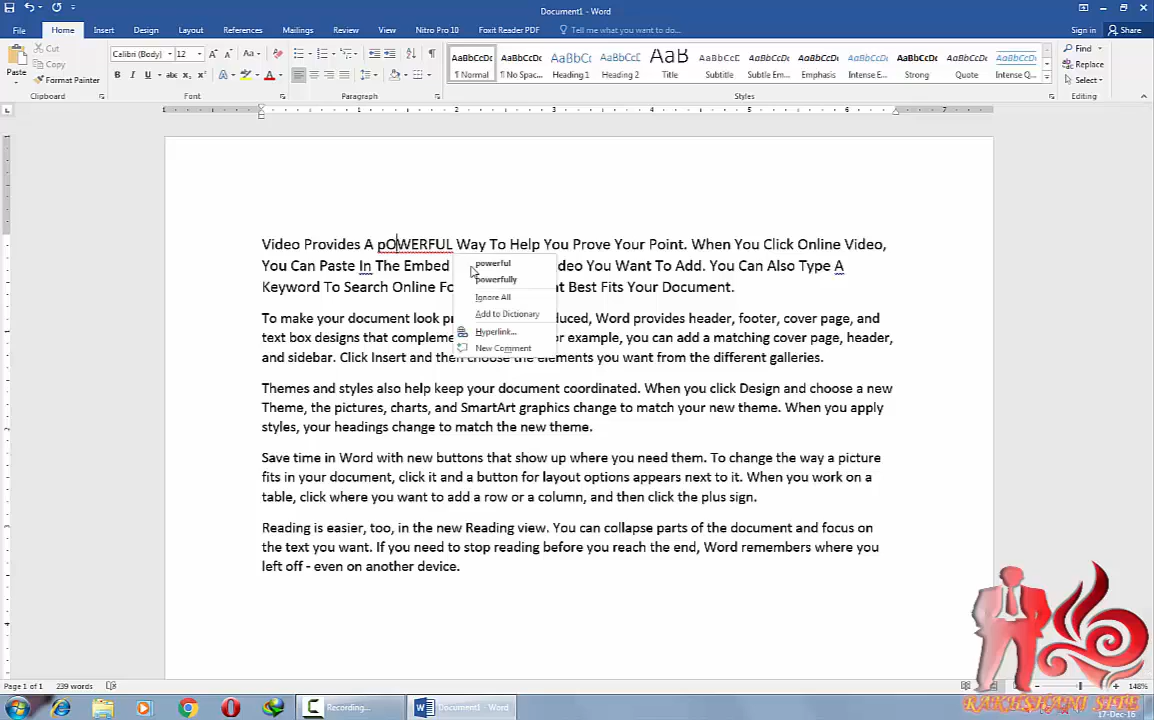 Document1 - Word
File Home Insert Design Layout References Mailings Review View Nitro Pro 10 Foxit Reader PDF Tell me what you want to do... Sign in Share
Paste Cut Copy Format Painter
Calibri (Body) 12
AaBbCcDc AaBbCcDc AaBbC AaBbCc AaB AaBbCcD AaBbCcDc AaBbCcDc AaBbCcDc AaBbCcDc AaBbCcDc AaBbCcDc
¶ Normal ¶ No Spac... Heading 1 Heading 2 Title Subtitle Subtle Em... Emphasis Intense E... Strong Quote Intense Q...
Find Replace Select
Clipboard Font Paragraph Styles Editing
Video Provides A pOWERFUL Way To Help You Prove Your Point. When You Click Online Video,
You Can Paste In The Embed deo You Want To Add. You Can Also Type A
Keyword To Search Online Fo t Best Fits Your Document.
powerful
powerfully
Ignore All
Add to Dictionary
Hyperlink...
New Comment
To make your document look pr duced, Word provides header, footer, cover page, and
text box designs that compleme or example, you can add a matching cover page, header,
and sidebar. Click Insert and then choose the elements you want from the different galleries.
Themes and styles also help keep your document coordinated. When you click Design and choose a new
Theme, the pictures, charts, and SmartArt graphics change to match your new theme. When you apply
styles, your headings change to match the new theme.
Save time in Word with new buttons that show up where you need them. To change the way a picture
fits in your document, click it and a button for layout options appears next to it. When you work on a
table, click where you want to add a row or a column, and then click the plus sign.
Reading is easier, too, in the new Reading view. You can collapse parts of the document and focus on
the text you want. If you need to stop reading before you reach the end, Word remembers where you
left off - even on another device.
Page 1 of 1 239 words 148%
Recording... Document1 - Word
RAKESHANI SITE
17-Dec-16